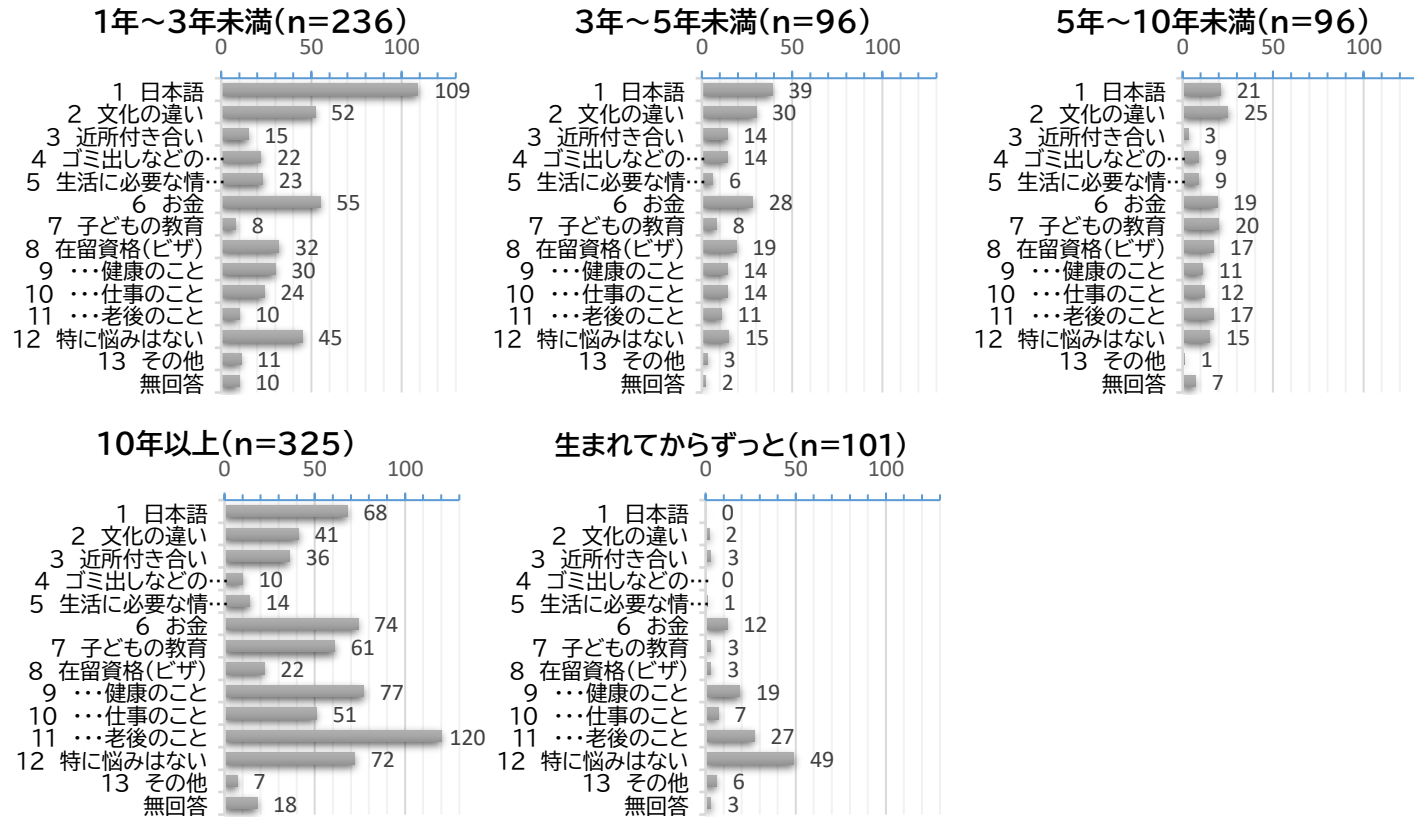 1年～3年未満(n=236)
0 50 100
1 日本語 109
2 文化の違い 52
3 近所付き合い 15
4 ゴミ出しなどの… 22
5 生活に必要な情… 23
6 お金 55
7 子どもの教育 8
8 在留資格(ビザ) 32
9 …健康のこと 30
10 …仕事のこと 24
11 …老後のこと 10
12 特に悩みはない 45
13 その他 11
無回答 10
3年～5年未満(n=96)
0 50 100
1 日本語 39
2 文化の違い 30
3 近所付き合い 14
4 ゴミ出しなどの… 14
5 生活に必要な情… 6
6 お金 28
7 子どもの教育 8
8 在留資格(ビザ) 19
9 …健康のこと 14
10 …仕事のこと 14
11 …老後のこと 11
12 特に悩みはない 15
13 その他 3
無回答 2
5年～10年未満(n=96)
0 50 100
1 日本語 21
2 文化の違い 25
3 近所付き合い 3
4 ゴミ出しなどの… 9
5 生活に必要な情… 9
6 お金 19
7 子どもの教育 20
8 在留資格(ビザ) 17
9 …健康のこと 11
10 …仕事のこと 12
11 …老後のこと 17
12 特に悩みはない 15
13 その他 1
無回答 7
10年以上(n=325)
0 50 100
1 日本語 68
2 文化の違い 41
3 近所付き合い 36
4 ゴミ出しなどの… 10
5 生活に必要な情… 14
6 お金 74
7 子どもの教育 61
8 在留資格(ビザ) 22
9 …健康のこと 77
10 …仕事のこと 51
11 …老後のこと 120
12 特に悩みはない 72
13 その他 7
無回答 18
生まれてからずっと(n=101)
0 50 100
1 日本語 0
2 文化の違い 2
3 近所付き合い 3
4 ゴミ出しなどの… 0
5 生活に必要な情… 1
6 お金 12
7 子どもの教育 3
8 在留資格(ビザ) 3
9 …健康のこと 19
10 …仕事のこと 7
11 …老後のこと 27
12 特に悩みはない 49
13 その他 6
無回答 3